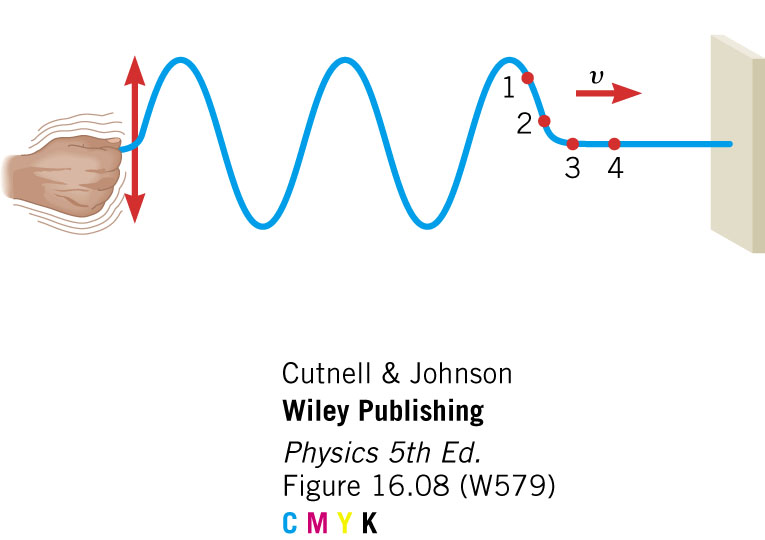 v
1
2
3 4
Cutnell & Johnson
Wiley Publishing
Physics 5th Ed.
Figure 16.08 (W579)
C M Y K